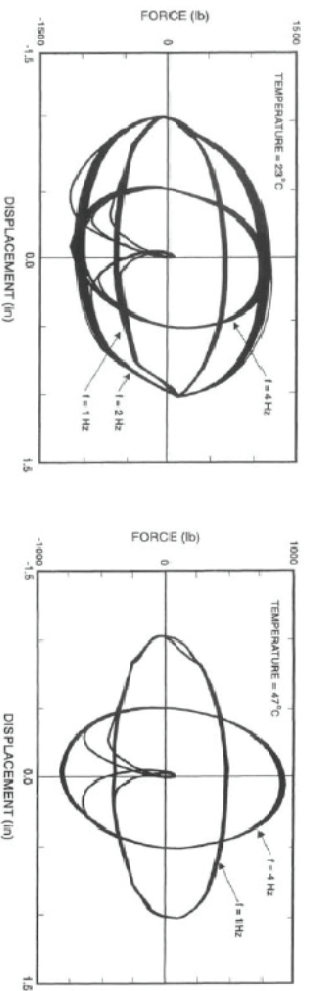 TEMPERATURE = 23°C
FORCE (lb)
1500
0
-1500
-1.5
0.0
1.5
DISPLACEMENT (in)
f = 4 Hz
f = 2 Hz
f = 1 Hz
TEMPERATURE = 47°C
FORCE (lb)
1000
0
-1000
-1.5
0.0
1.5
DISPLACEMENT (in)
f = 4 Hz
f = 1 Hz